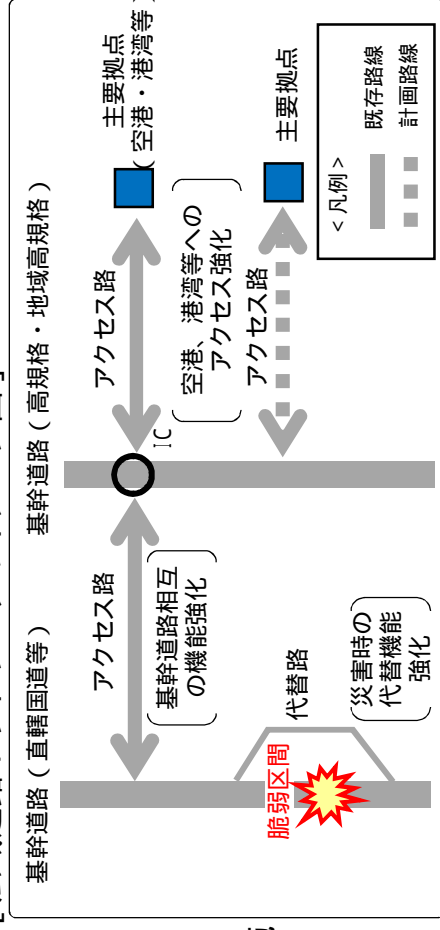 基幹道路（直轄国道等）
基幹道路（高規格・地域高規格）
アクセス路
基幹道路相互
の機能強化
脆弱区間
代替路
災害時の
代替機能
強化
IC
アクセス路
主要拠点
（空港・港湾等）
空港、港湾等への
アクセス強化
アクセス路
主要拠点
＜凡例＞
既存路線
計画路線